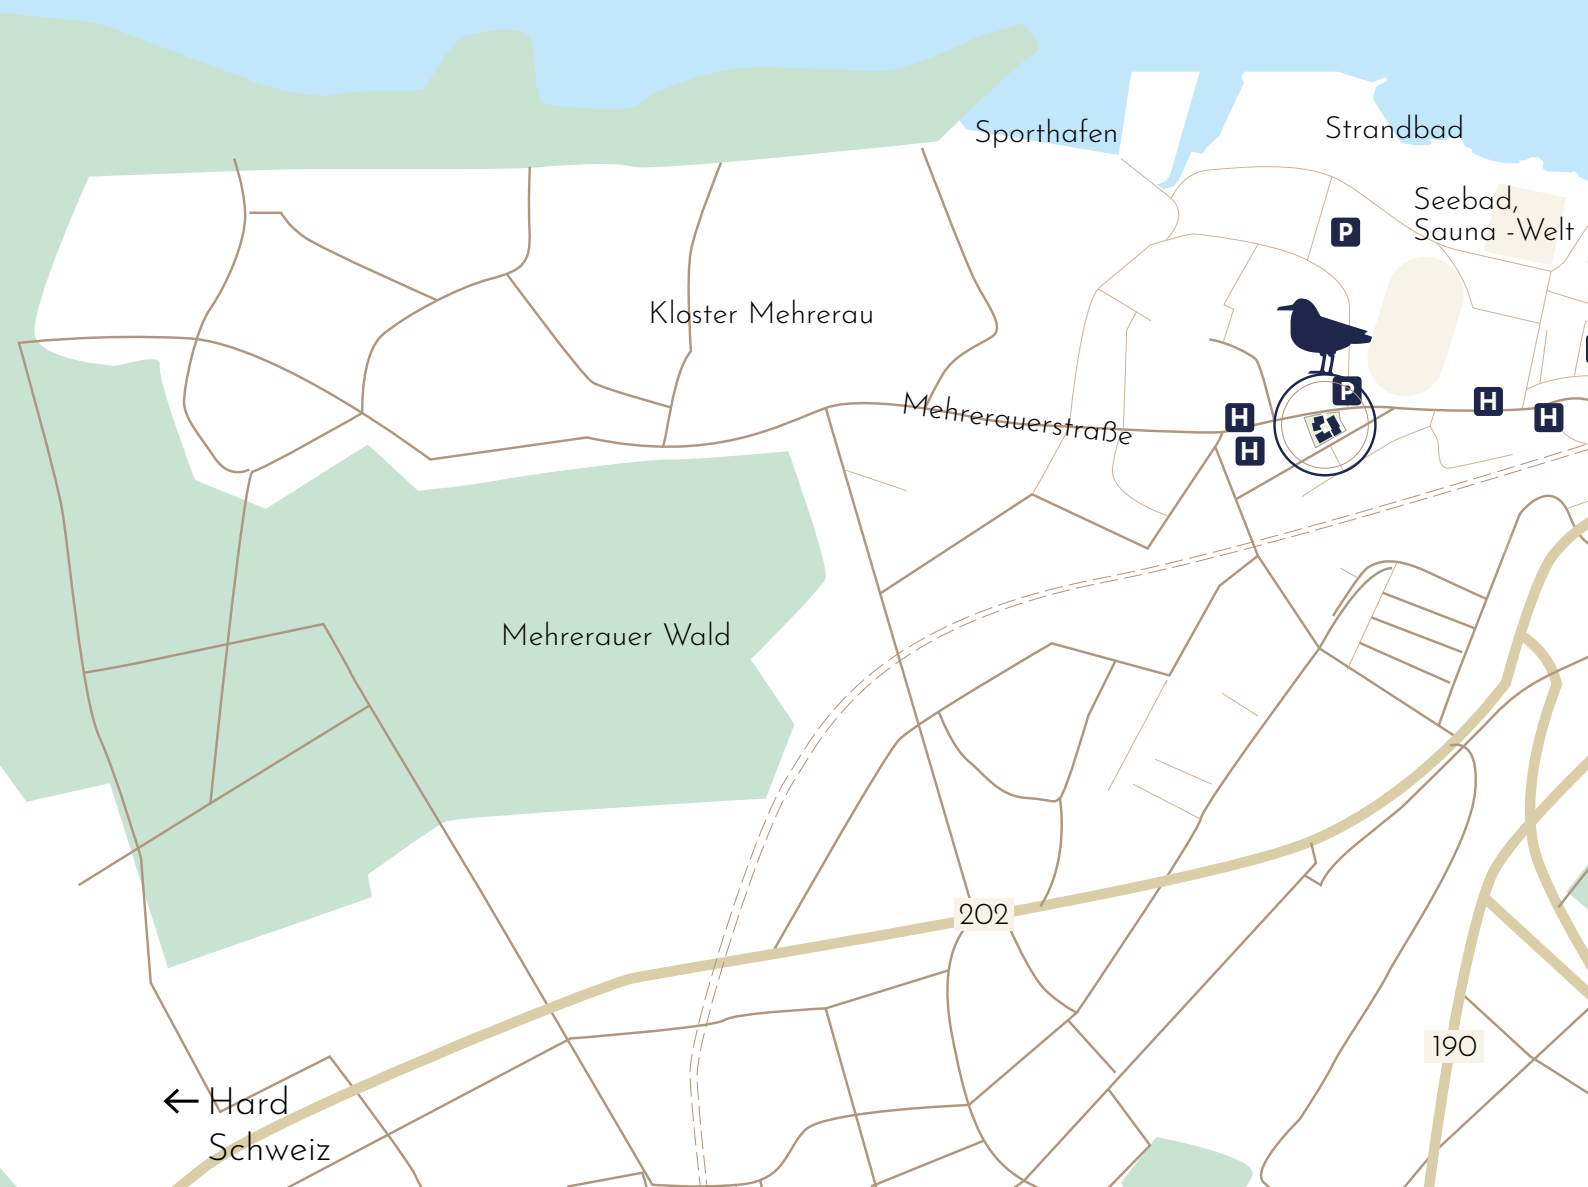 Sporthafen
Strandbad
Seebad,
Sauna -Welt
P
Kloster Mehrerau
P
Mehrerauerstraße
H
H
H
H
Mehrerauer Wald
202
190
← Hard
Schweiz